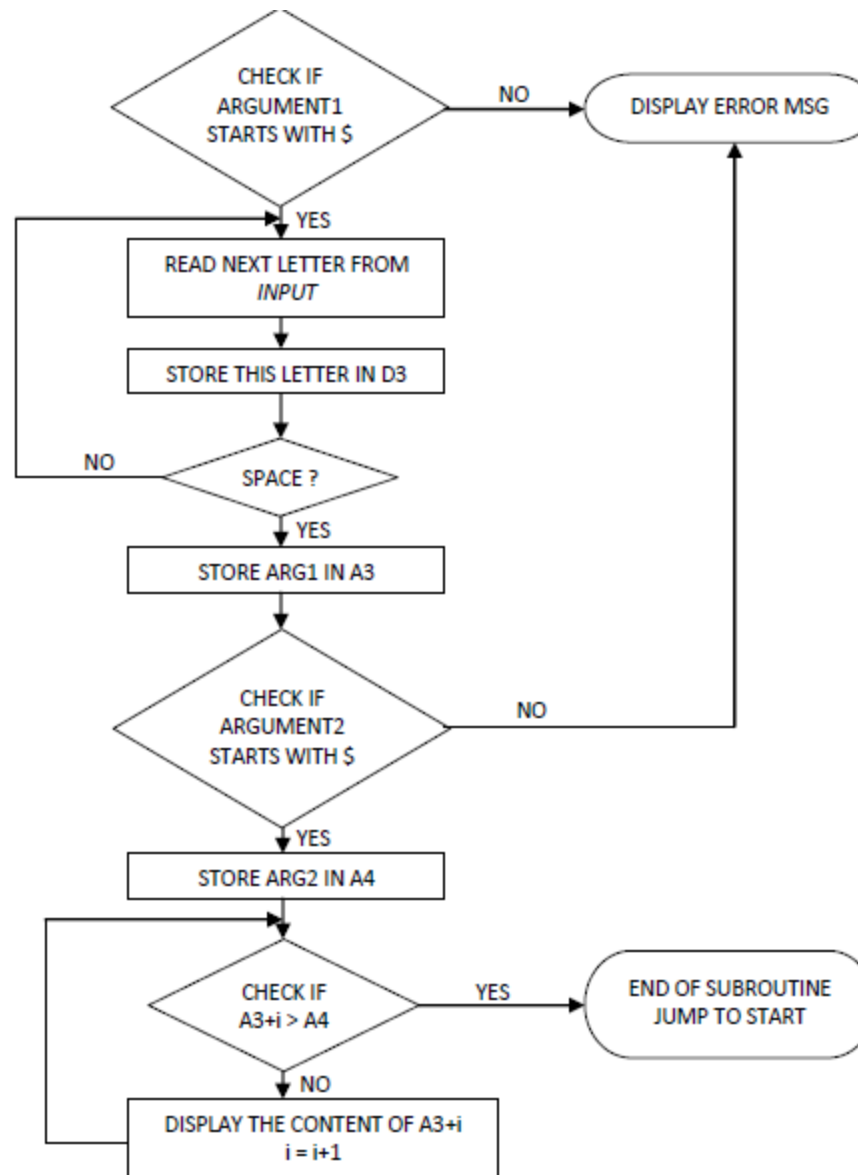 CHECK IF
ARGUMENT1
STARTS WITH $
NO
DISPLAY ERROR MSG
YES
READ NEXT LETTER FROM
INPUT
STORE THIS LETTER IN D3
NO
SPACE ?
YES
STORE ARG1 IN A3
CHECK IF
ARGUMENT2
STARTS WITH $
NO
YES
STORE ARG2 IN A4
CHECK IF
A3+i > A4
YES
END OF SUBROUTINE
JUMP TO START
NO
DISPLAY THE CONTENT OF A3+i
i = i+1